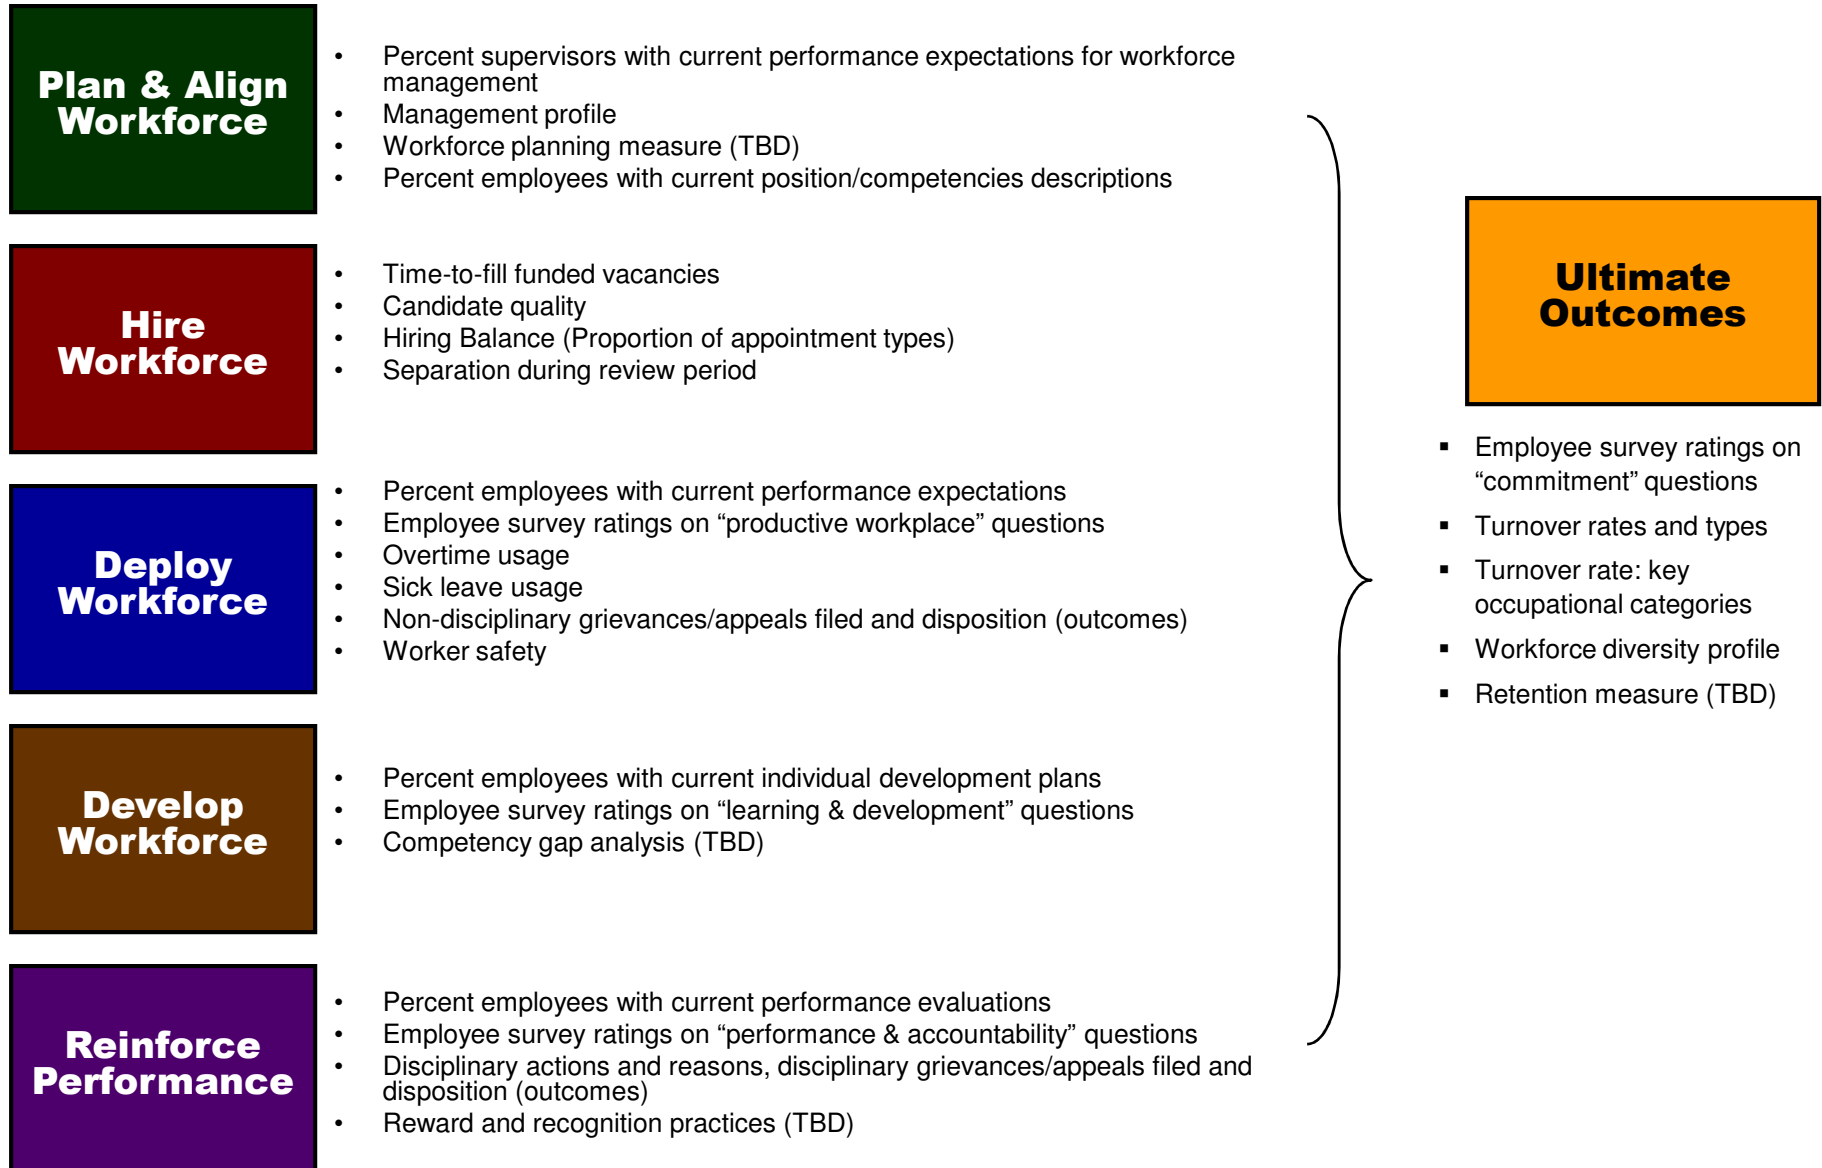 Plan & Align
Workforce
• Percent supervisors with current performance expectations for workforce
management
• Management profile
• Workforce planning measure (TBD)
• Percent employees with current position/competencies descriptions
Hire
Workforce
• Time-to-fill funded vacancies
• Candidate quality
• Hiring Balance (Proportion of appointment types)
• Separation during review period
Deploy
Workforce
• Percent employees with current performance expectations
• Employee survey ratings on “productive workplace” questions
• Overtime usage
• Sick leave usage
• Non-disciplinary grievances/appeals filed and disposition (outcomes)
• Worker safety
Develop
Workforce
• Percent employees with current individual development plans
• Employee survey ratings on “learning & development” questions
• Competency gap analysis (TBD)
Reinforce
Performance
• Percent employees with current performance evaluations
• Employee survey ratings on “performance & accountability” questions
• Disciplinary actions and reasons, disciplinary grievances/appeals filed and
disposition (outcomes)
• Reward and recognition practices (TBD)
Ultimate
Outcomes
▪ Employee survey ratings on
“commitment” questions
▪ Turnover rates and types
▪ Turnover rate: key
occupational categories
▪ Workforce diversity profile
▪ Retention measure (TBD)